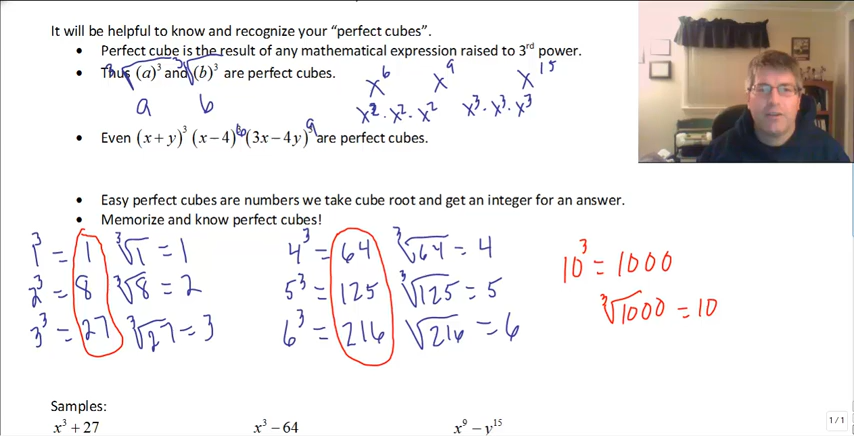 It will be helpful to know and recognize your “perfect cubes”.
• Perfect cube is the result of any mathematical expression raised to 3rd power.
• Thus ∛(a)³ and ∛(b)³ are perfect cubes.
a b
x⁶ x⁹ x¹⁵
x²·x²·x² x³·x³·x³
• Even (x+y)³ (x−4)⁶ (3x−4y)⁹ are perfect cubes.
• Easy perfect cubes are numbers we take cube root and get an integer for an answer.
• Memorize and know perfect cubes!
1³ = 1 ∛1 = 1 4³ = 64 ∛64 = 4
2³ = 8 ∛8 = 2 5³ = 125 ∛125 = 5
3³ = 27 ∛27 = 3 6³ = 216 √216 = 6
10³ = 1000
∛1000 = 10
Samples:
x³ + 27 x³ − 64 x⁹ − y¹⁵
1/1